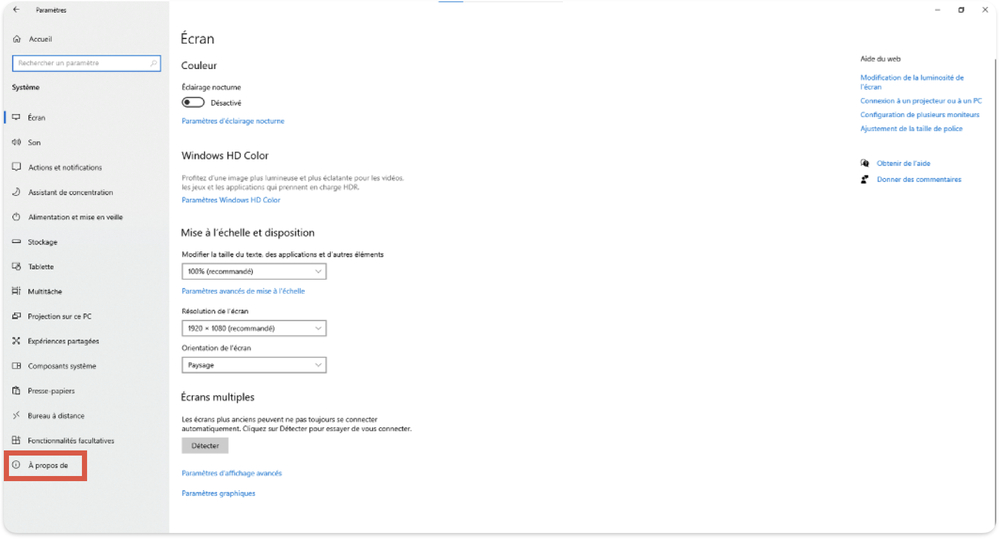 Paramètres
Accueil
Rechercher un paramètre
Système
Écran
Son
Actions et notifications
Assistant de concentration
Alimentation et mise en veille
Stockage
Tablette
Multitâche
Projection sur ce PC
Expériences partagées
Composants système
Presse-papiers
Bureau à distance
Fonctionnalités facultatives
À propos de
Écran
Couleur
Éclairage nocturne
Désactivé
Paramètres d'éclairage nocturne
Windows HD Color
Profitez d'une image plus lumineuse et plus éclatante pour les vidéos,
les jeux et les applications qui prennent en charge HDR.
Paramètres Windows HD Color
Mise à l'échelle et disposition
Modifier la taille du texte, des applications et d'autres éléments
100% (recommandé)
Paramètres avancés de mise à l'échelle
Résolution de l'écran
1920 × 1080 (recommandé)
Orientation de l'écran
Paysage
Écrans multiples
Les écrans plus anciens peuvent ne pas toujours se connecter
automatiquement. Cliquez sur Détecter pour essayer de vous connecter.
Détecter
Paramètres d'affichage avancés
Paramètres graphiques
Aide du web
Modification de la luminosité de
l'écran
Connexion à un projecteur ou à un PC
Configuration de plusieurs moniteurs
Ajustement de la taille de police
Obtenir de l'aide
Donner des commentaires